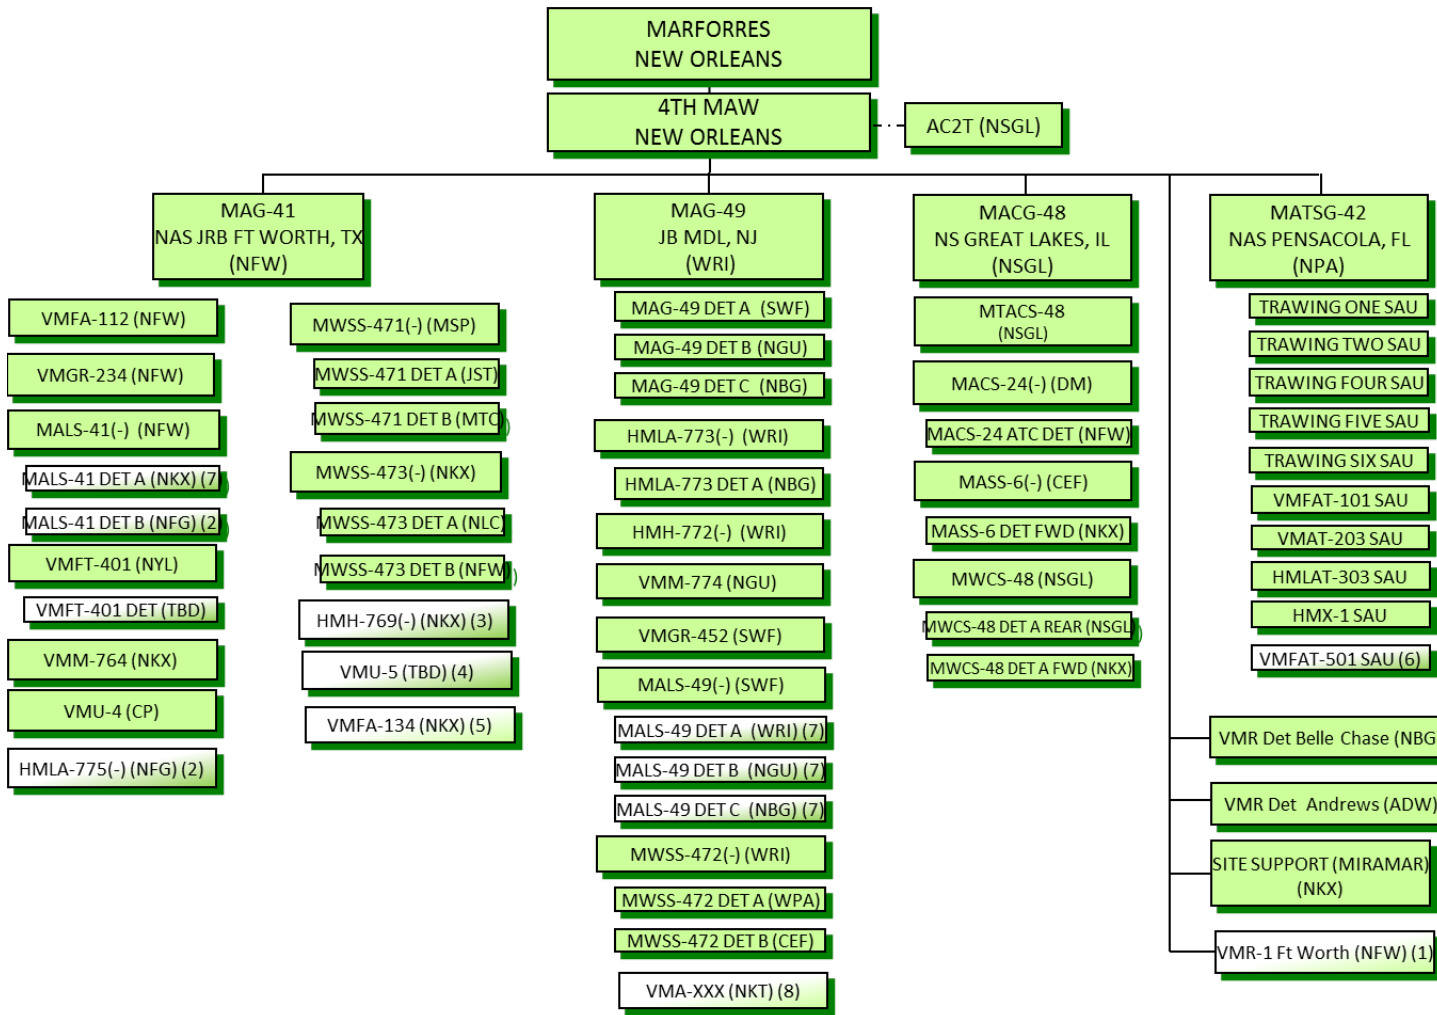 MARFORRES
NEW ORLEANS
4TH MAW
NEW ORLEANS
AC2T (NSGL)
MAG-41
NAS JRB FT WORTH, TX
(NFW)
VMFA-112 (NFW)
VMGR-234 (NFW)
MALS-41(-) (NFW)
MALS-41 DET A (NKX) (7)
MALS-41 DET B (NFG) (2)
VMFT-401 (NYL)
VMFT-401 DET (TBD)
VMM-764 (NKX)
VMU-4 (CP)
HMLA-775(-) (NFG) (2)
MWSS-471(-) (MSP)
MWSS-471 DET A (JST)
MWSS-471 DET B (MTC)
MWSS-473(-) (NKX)
MWSS-473 DET A (NLC)
MWSS-473 DET B (NFW)
HMH-769(-) (NKX) (3)
VMU-5 (TBD) (4)
VMFA-134 (NKX) (5)
MAG-49
JB MDL, NJ
(WRI)
MAG-49 DET A (SWF)
MAG-49 DET B (NGU)
MAG-49 DET C (NBG)
HMLA-773(-) (WRI)
HMLA-773 DET A (NBG)
HMH-772(-) (WRI)
VMM-774 (NGU)
VMGR-452 (SWF)
MALS-49(-) (SWF)
MALS-49 DET A (WRI) (7)
MALS-49 DET B (NGU) (7)
MALS-49 DET C (NBG) (7)
MWSS-472(-) (WRI)
MWSS-472 DET A (WPA)
MWSS-472 DET B (CEF)
VMA-XXX (NKT) (8)
MACG-48
NS GREAT LAKES, IL
(NSGL)
MTACS-48
(NSGL)
MACS-24(-) (DM)
MACS-24 ATC DET (NFW)
MASS-6(-) (CEF)
MASS-6 DET FWD (NKX)
MWCS-48 (NSGL)
MWCS-48 DET A REAR (NSGL)
MWCS-48 DET A FWD (NKX)
MATSG-42
NAS PENSACOLA, FL
(NPA)
TRAWING ONE SAU
TRAWING TWO SAU
TRAWING FOUR SAU
TRAWING FIVE SAU
TRAWING SIX SAU
VMFAT-101 SAU
VMAT-203 SAU
HMLAT-303 SAU
HMX-1 SAU
VMFAT-501 SAU (6)
VMR Det Belle Chase (NBG
VMR Det Andrews (ADW)
SITE SUPPORT (MIRAMAR)
(NKX)
VMR-1 Ft Worth (NFW) (1)